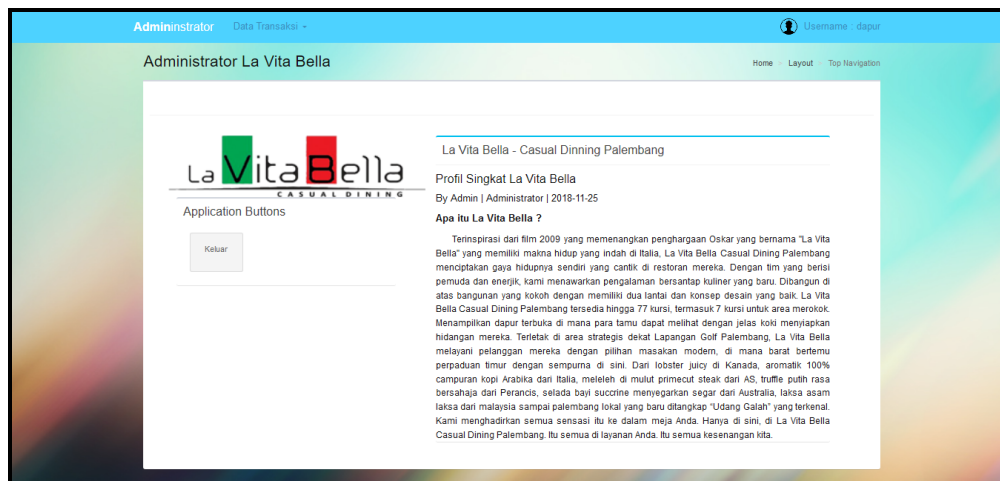 Admininstrator Data Transaksi Username : dapur
Administrator La Vita Bella
Home Layout Top Navigation
La Vita Bella
CASUAL DINING
Application Buttons
Keluar
La Vita Bella - Casual Dinning Palembang
Profil Singkat La Vita Bella
By Admin | Administrator | 2018-11-25
Apa itu La Vita Bella ?
Terinspirasi dari film 2009 yang memenangkan penghargaan Oskar yang bernama "La Vita
Bella" yang memiliki makna hidup yang indah di Italia, La Vita Bella Casual Dining Palembang
menciptakan gaya hidupnya sendiri yang cantik di restoran mereka. Dengan tim yang berisi
pemuda dan enerjik, kami menawarkan pengalaman bersantap kuliner yang baru. Dibangun di
atas bangunan yang kokoh dengan memiliki dua lantai dan konsep desain yang baik. La Vita
Bella Casual Dining Palembang tersedia hingga 77 kursi, termasuk 7 kursi untuk area merokok.
Menampilkan dapur terbuka di mana para tamu dapat melihat dengan jelas koki menyiapkan
hidangan mereka. Terletak di area strategis dekat Lapangan Golf Palembang, La Vita Bella
melayani pelanggan mereka dengan pilihan masakan modern, di mana barat bertemu
perpaduan timur dengan sempurna di sini. Dari lobster juicy di Kanada, aromatik 100%
campuran kopi Arabika dari Italia, meleleh di mulut primecut steak dari AS, truffle putih rasa
bersahaja dari Perancis, selada bayi succrine menyegarkan segar dari Australia, laksa asam
laksa dari malaysia sampai palembang lokal yang baru ditangkap "Udang Galah" yang terkenal.
Kami menghadirkan semua sensasi itu ke dalam meja Anda. Hanya di sini, di La Vita Bella
Casual Dining Palembang. Itu semua di layanan Anda. Itu semua kesenangan kita.